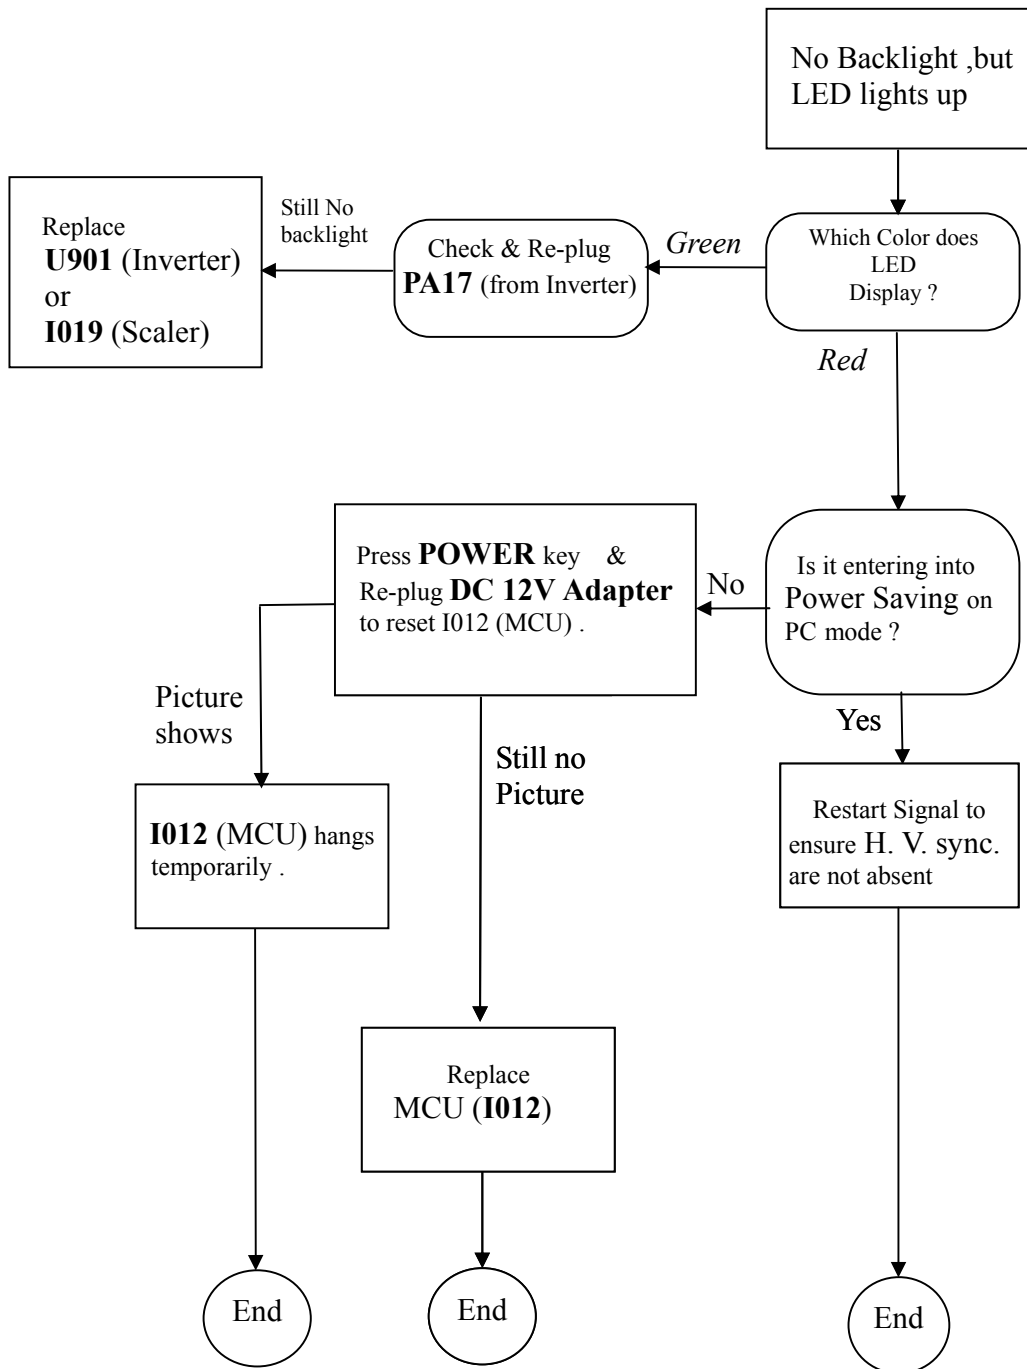 No Backlight ,but
LED lights up
Which Color does
LED
Display ?
Green
Check & Re-plug
PA17 (from Inverter)
Still No
backlight
Replace
U901 (Inverter)
or
I019 (Scaler)
Red
Is it entering into
Power Saving on
PC mode ?
No
Press POWER key &
Re-plug DC 12V Adapter
to reset I012 (MCU) .
Yes
Picture
shows
Still no
Picture
Restart Signal to
ensure H. V. sync.
are not absent
I012 (MCU) hangs
temporarily .
Replace
MCU (I012)
End
End
End